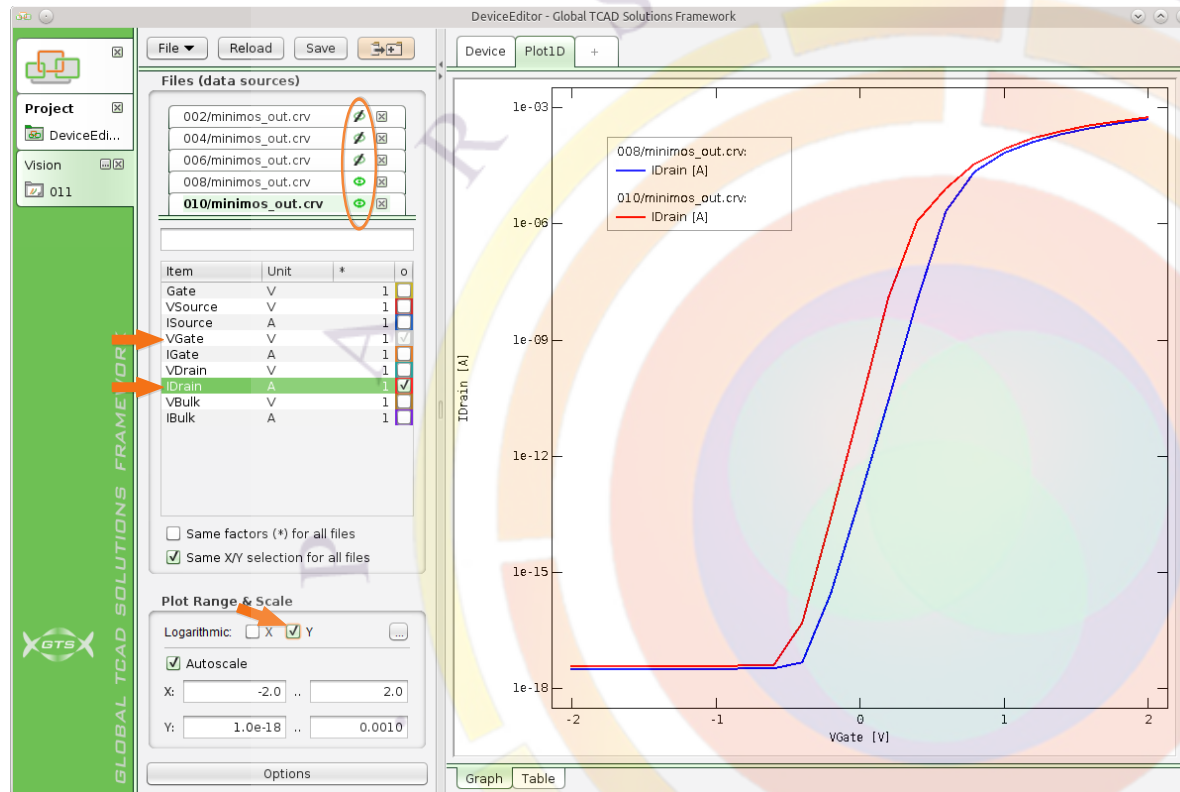 DeviceEditor - Global TCAD Solutions Framework
Project
DeviceEdi...
Vision
011
GLOBAL TCAD SOLUTIONS FRAMEWORK
GTS
File
Reload
Save
Files (data sources)
002/minimos_out.crv
004/minimos_out.crv
006/minimos_out.crv
008/minimos_out.crv
010/minimos_out.crv
Item Unit * o
Gate V 1
VSource V 1
ISource A 1
VGate V 1
IGate A 1
VDrain V 1
IDrain A 1
VBulk V 1
IBulk A 1
Same factors (*) for all files
Same X/Y selection for all files
Plot Range & Scale
Logarithmic: X Y ...
Autoscale
X: -2.0 .. 2.0
Y: 1.0e-18 .. 0.0010
Options
Device Plot1D +
1e-03
1e-06
1e-09
1e-12
1e-15
1e-18
IDrain [A]
008/minimos_out.crv:
IDrain [A]
010/minimos_out.crv:
IDrain [A]
-2 -1 0 1 2
VGate [V]
Graph Table
P A R S